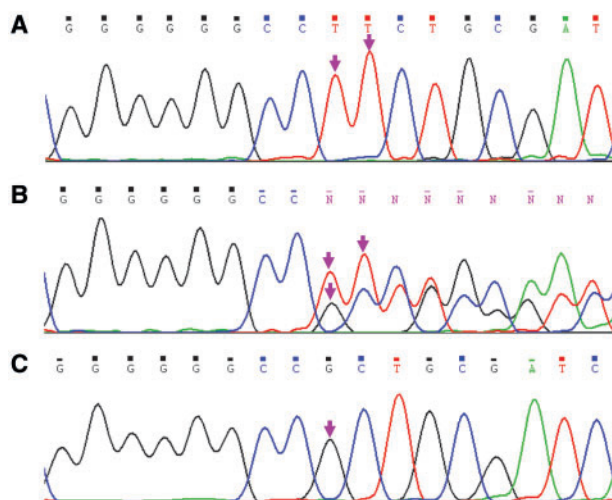 A
G G G G G G C C T T C T G C G A T
B
G G G G G G C C N N N N N N N N N
C
G G G G G G C C G C T G C G A T C